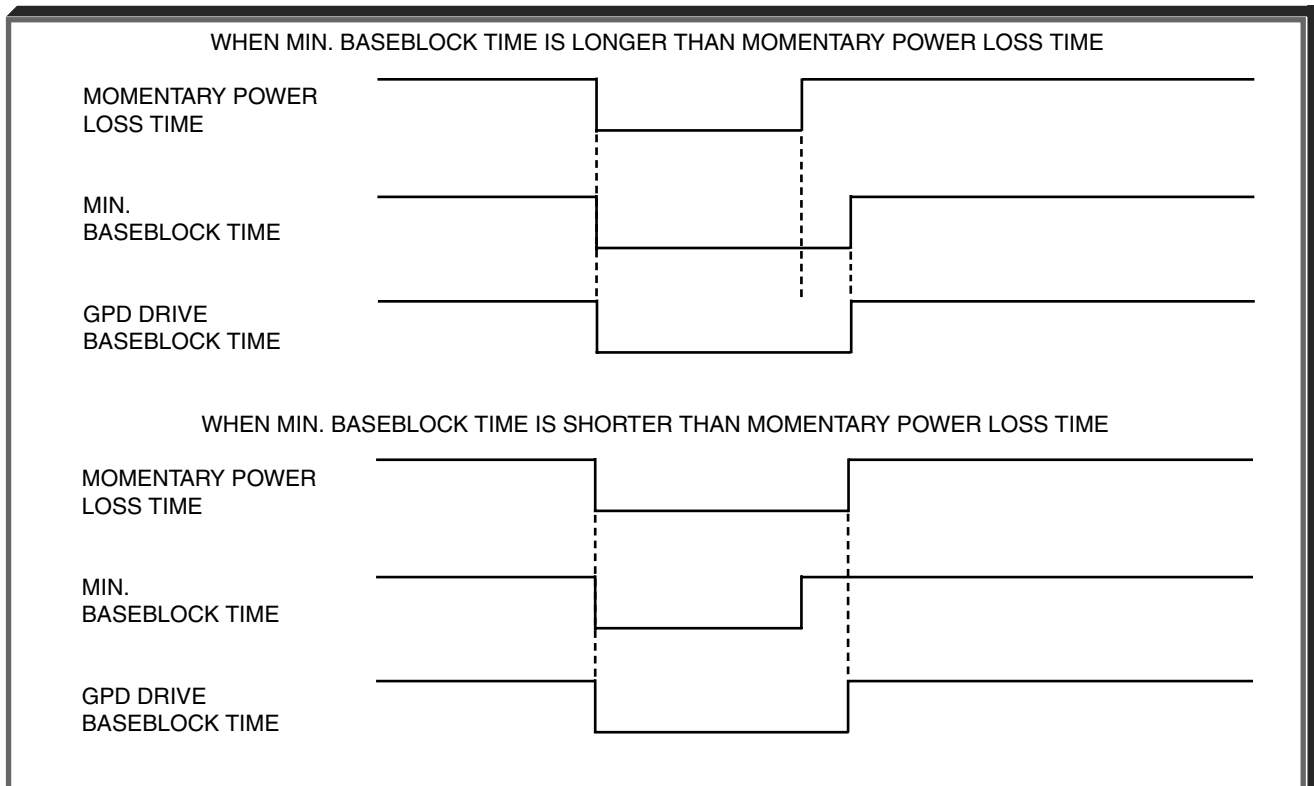 WHEN MIN. BASEBLOCK TIME IS LONGER THAN MOMENTARY POWER LOSS TIME
MOMENTARY POWER
LOSS TIME
MIN.
BASEBLOCK TIME
GPD DRIVE
BASEBLOCK TIME
WHEN MIN. BASEBLOCK TIME IS SHORTER THAN MOMENTARY POWER LOSS TIME
MOMENTARY POWER
LOSS TIME
MIN.
BASEBLOCK TIME
GPD DRIVE
BASEBLOCK TIME